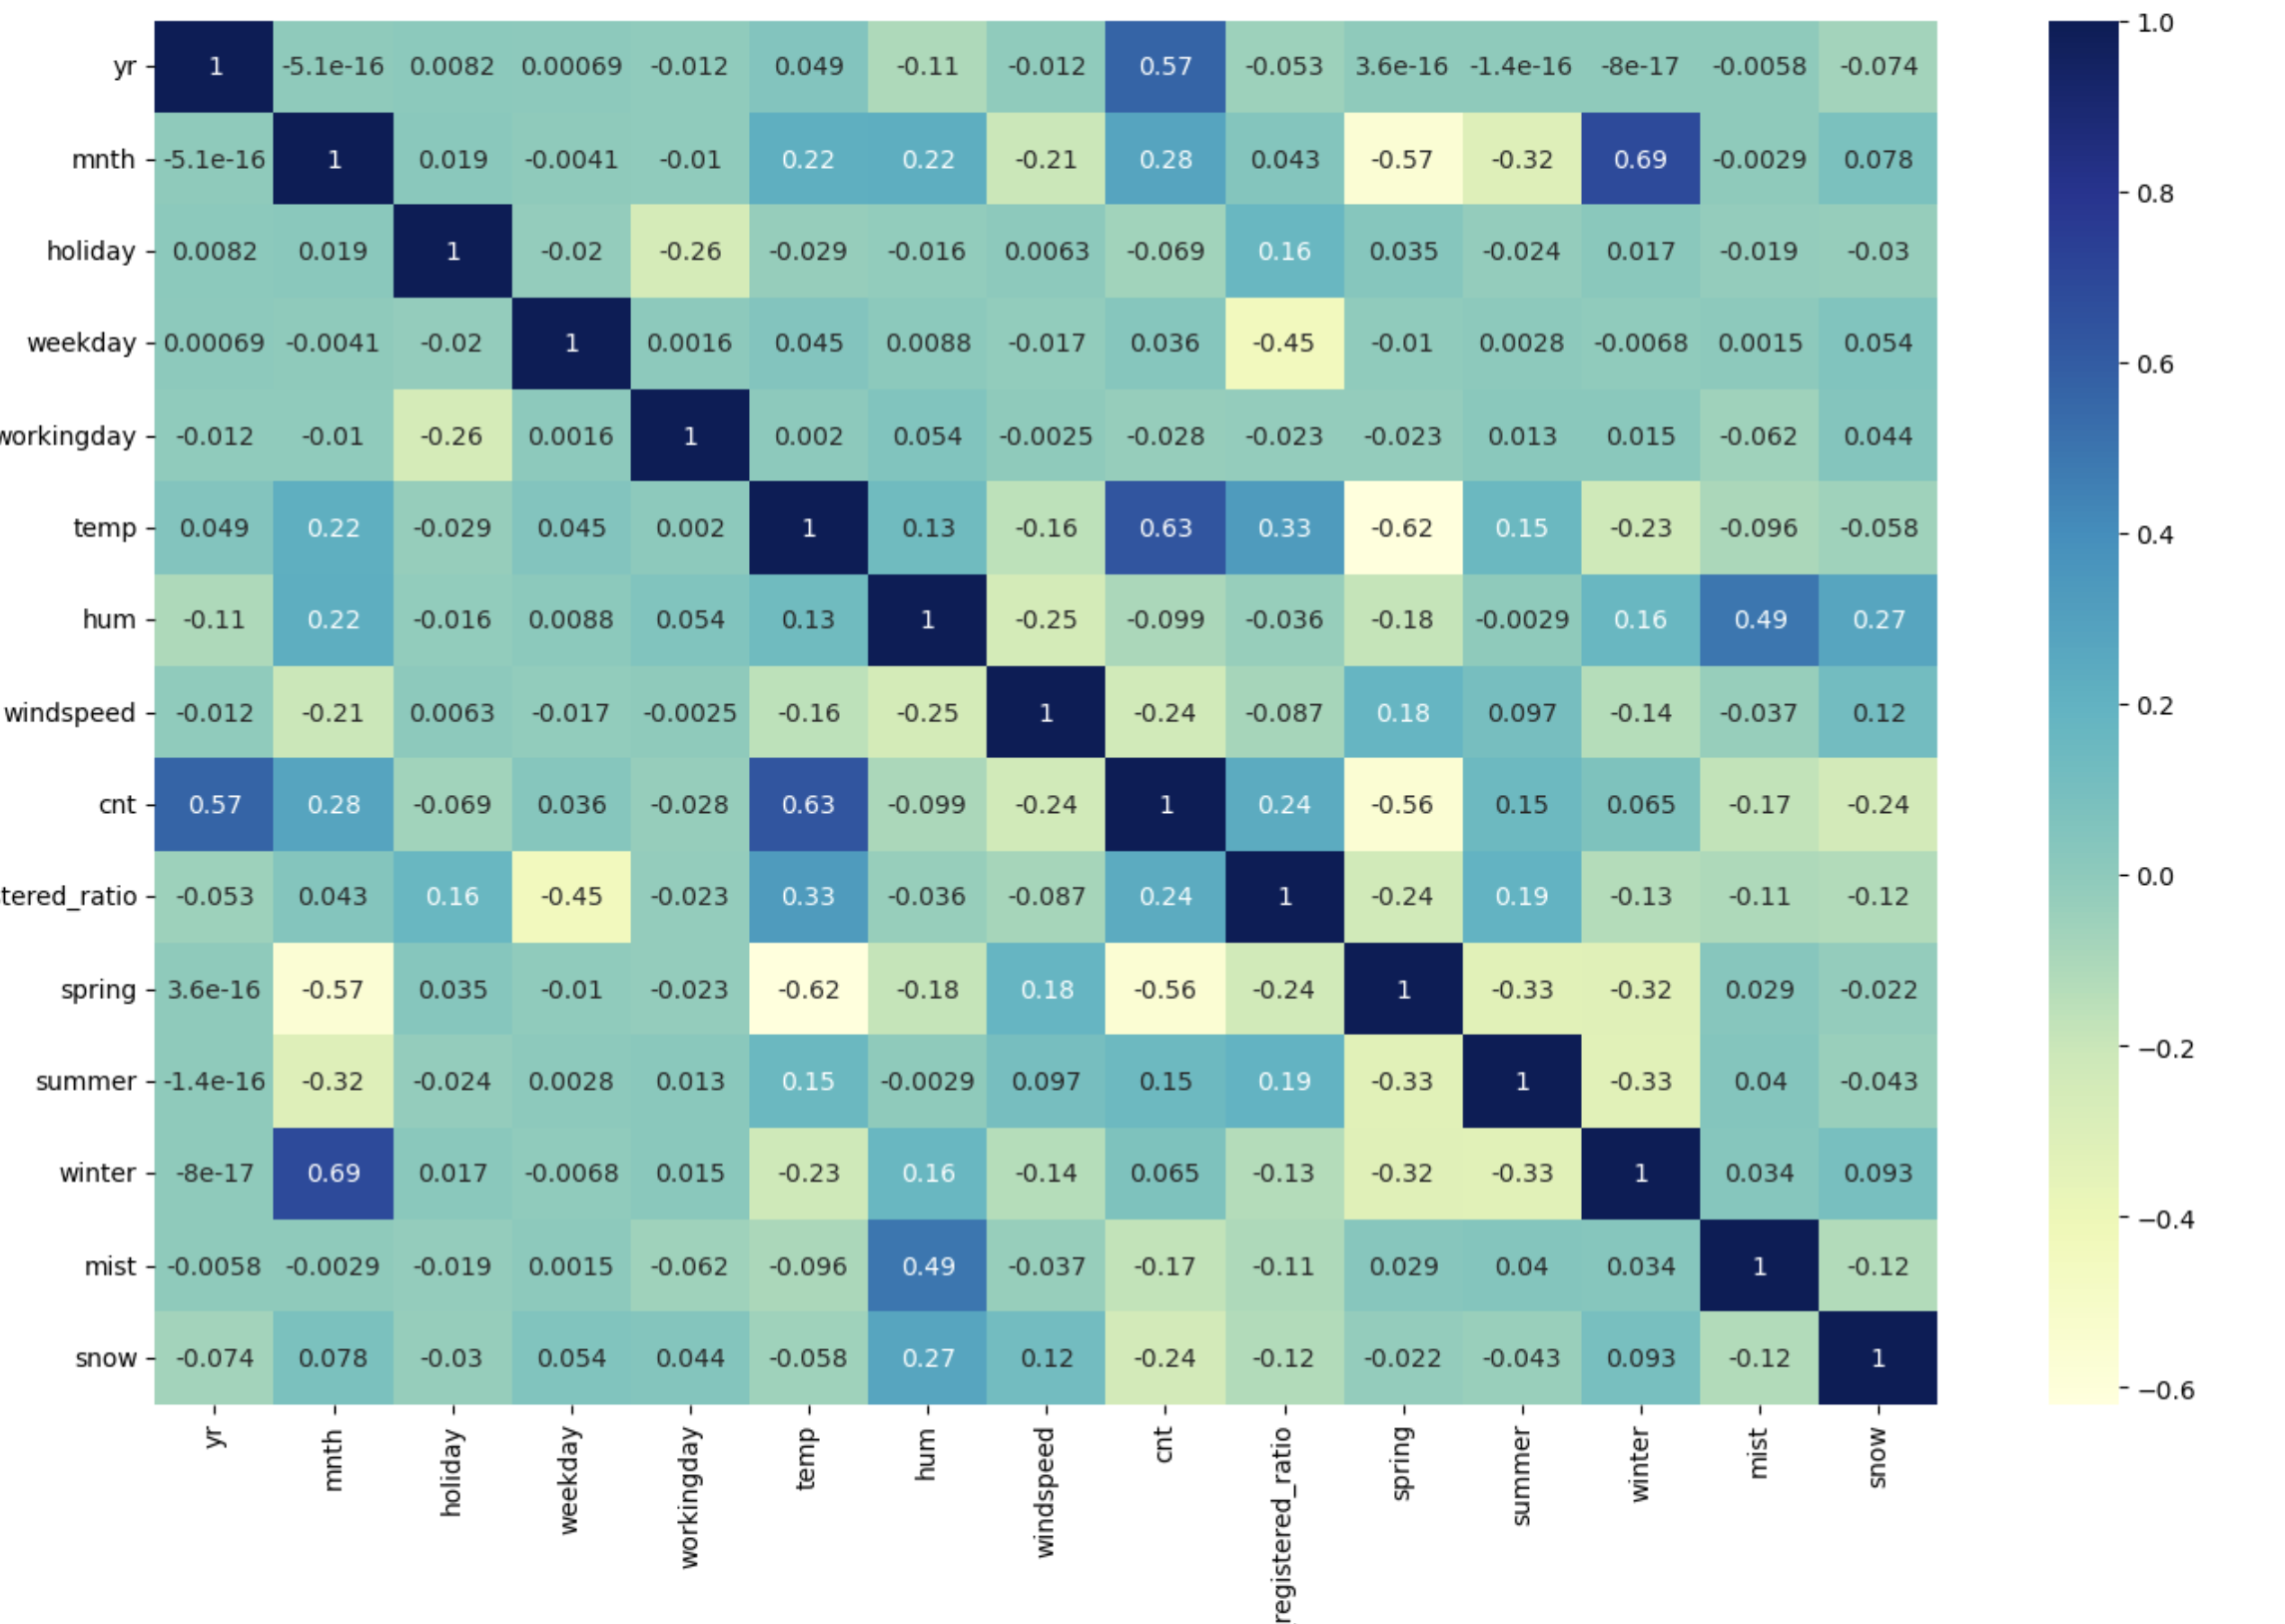 yr 1 -5.1e-16 0.0082 0.00069 -0.012 0.049 -0.11 -0.012 0.57 -0.053 3.6e-16 -1.4e-16 -8e-17 -0.0058 -0.074
mnth -5.1e-16 1 0.019 -0.0041 -0.01 0.22 0.22 -0.21 0.28 0.043 -0.57 -0.32 0.69 -0.0029 0.078
holiday 0.0082 0.019 1 -0.02 -0.26 -0.029 -0.016 0.0063 -0.069 0.16 0.035 -0.024 0.017 -0.019 -0.03
weekday 0.00069 -0.0041 -0.02 1 0.0016 0.045 0.0088 -0.017 0.036 -0.45 -0.01 0.0028 -0.0068 0.0015 0.054
workingday -0.012 -0.01 -0.26 0.0016 1 0.002 0.054 -0.0025 -0.028 -0.023 -0.023 0.013 0.015 -0.062 0.044
temp 0.049 0.22 -0.029 0.045 0.002 1 0.13 -0.16 0.63 0.33 -0.62 0.15 -0.23 -0.096 -0.058
hum -0.11 0.22 -0.016 0.0088 0.054 0.13 1 -0.25 -0.099 -0.036 -0.18 -0.0029 0.16 0.49 0.27
windspeed -0.012 -0.21 0.0063 -0.017 -0.0025 -0.16 -0.25 1 -0.24 -0.087 0.18 0.097 -0.14 -0.037 0.12
cnt 0.57 0.28 -0.069 0.036 -0.028 0.63 -0.099 -0.24 1 0.24 -0.56 0.15 0.065 -0.17 -0.24
tered_ratio -0.053 0.043 0.16 -0.45 -0.023 0.33 -0.036 -0.087 0.24 1 -0.24 0.19 -0.13 -0.11 -0.12
spring 3.6e-16 -0.57 0.035 -0.01 -0.023 -0.62 -0.18 0.18 -0.56 -0.24 1 -0.33 -0.32 0.029 -0.022
summer -1.4e-16 -0.32 -0.024 0.0028 0.013 0.15 -0.0029 0.097 0.15 0.19 -0.33 1 -0.33 0.04 -0.043
winter -8e-17 0.69 0.017 -0.0068 0.015 -0.23 0.16 -0.14 0.065 -0.13 -0.32 -0.33 1 0.034 0.093
mist -0.0058 -0.0029 -0.019 0.0015 -0.062 -0.096 0.49 -0.037 -0.17 -0.11 0.029 0.04 0.034 1 -0.12
snow -0.074 0.078 -0.03 0.054 0.044 -0.058 0.27 0.12 -0.24 -0.12 -0.022 -0.043 0.093 -0.12 1
yr mnth holiday weekday workingday temp hum windspeed cnt registered_ratio spring summer winter mist snow
1.0
0.8
0.6
0.4
0.2
0.0
−0.2
−0.4
−0.6